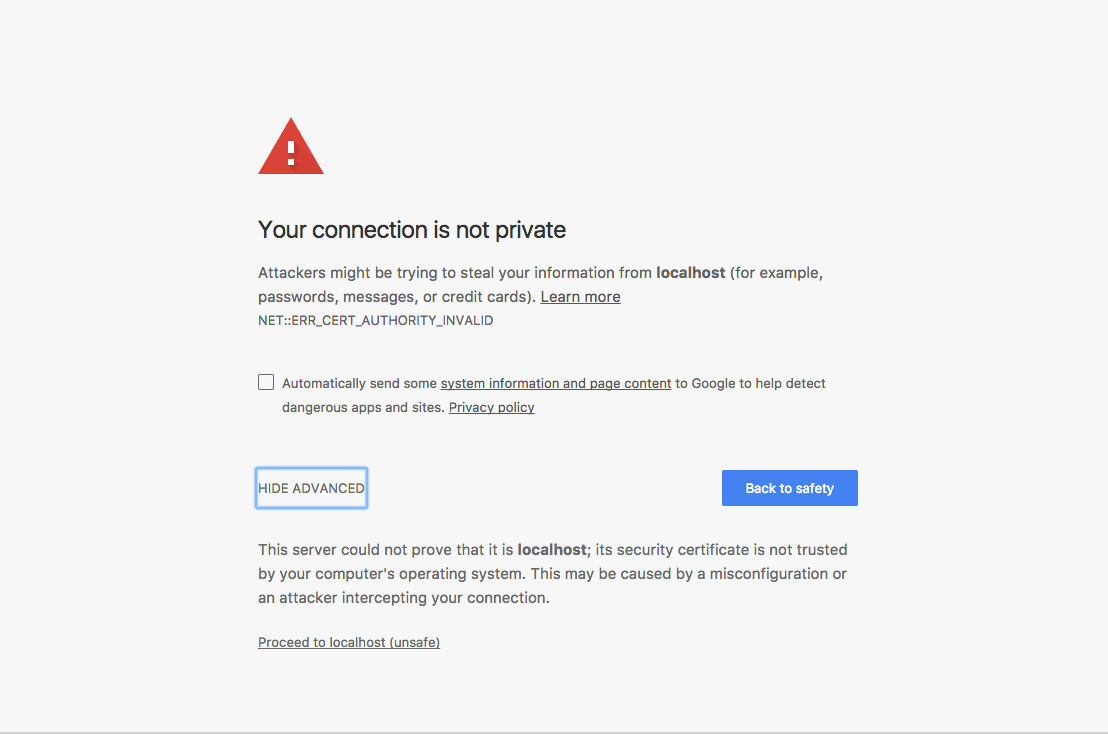 Your connection is not private
Attackers might be trying to steal your information from localhost (for example,
passwords, messages, or credit cards). Learn more
NET::ERR_CERT_AUTHORITY_INVALID
Automatically send some system information and page content to Google to help detect
dangerous apps and sites. Privacy policy
HIDE ADVANCED
Back to safety
This server could not prove that it is localhost; its security certificate is not trusted
by your computer's operating system. This may be caused by a misconfiguration or
an attacker intercepting your connection.
Proceed to localhost (unsafe)